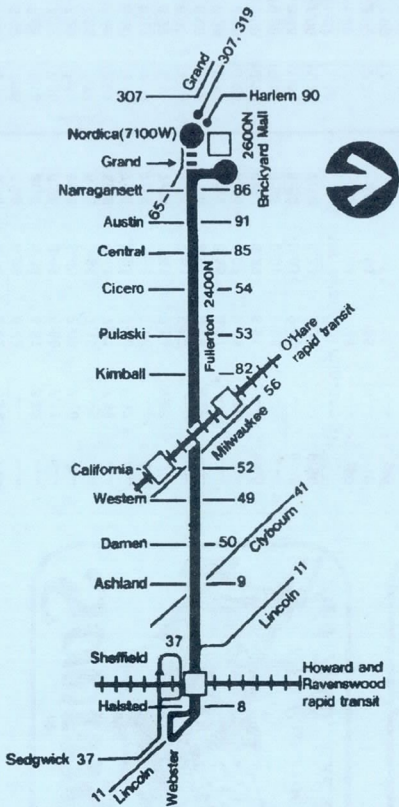 307, 319
Grand
307
Harlem 90
Nordica(7100W)
2600N
Brickyard Mall
Grand
65
Narragansett
86
Austin
91
Central
85
Cicero
54
Fullerton 2400N
Pulaski
53
O'Hare
rapid transit
Kimball
82
56
Milwaukee
California
52
Western
49
41
Clybourn
Damen
50
Ashland
9
11
Lincoln
37
Sheffield
Howard and
Ravenswood
rapid transit
Halsted
8
Sedgwick 37
11
Lincoln
Webster